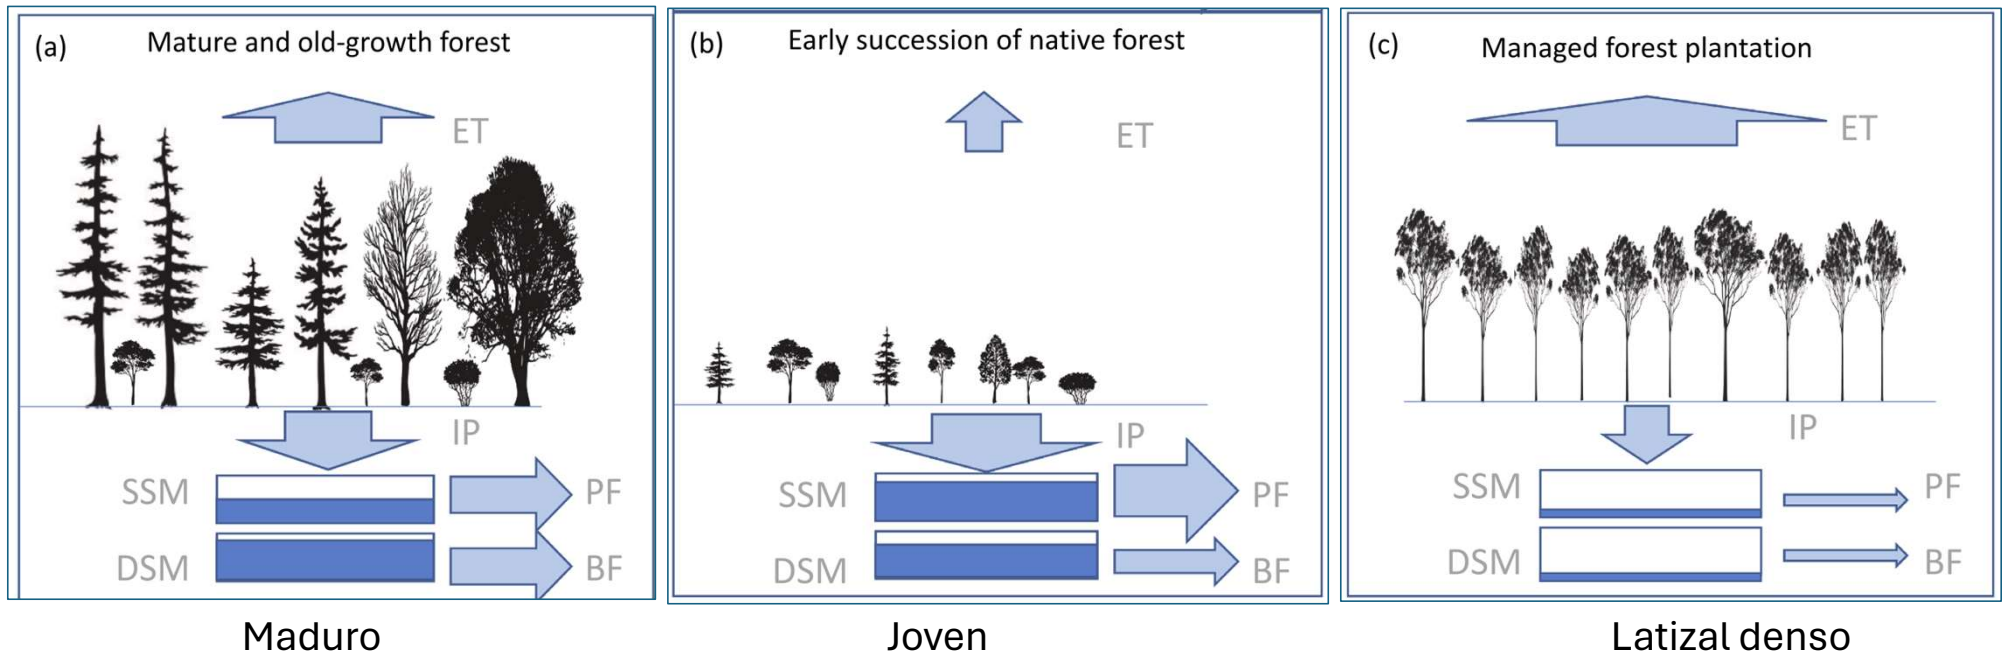 (a) Mature and old-growth forest
ET
IP
SSM
PF
DSM
BF
(b) Early succession of native forest
ET
IP
SSM
PF
DSM
BF
(c) Managed forest plantation
ET
IP
SSM
PF
DSM
BF
Maduro
Joven
Latizal denso